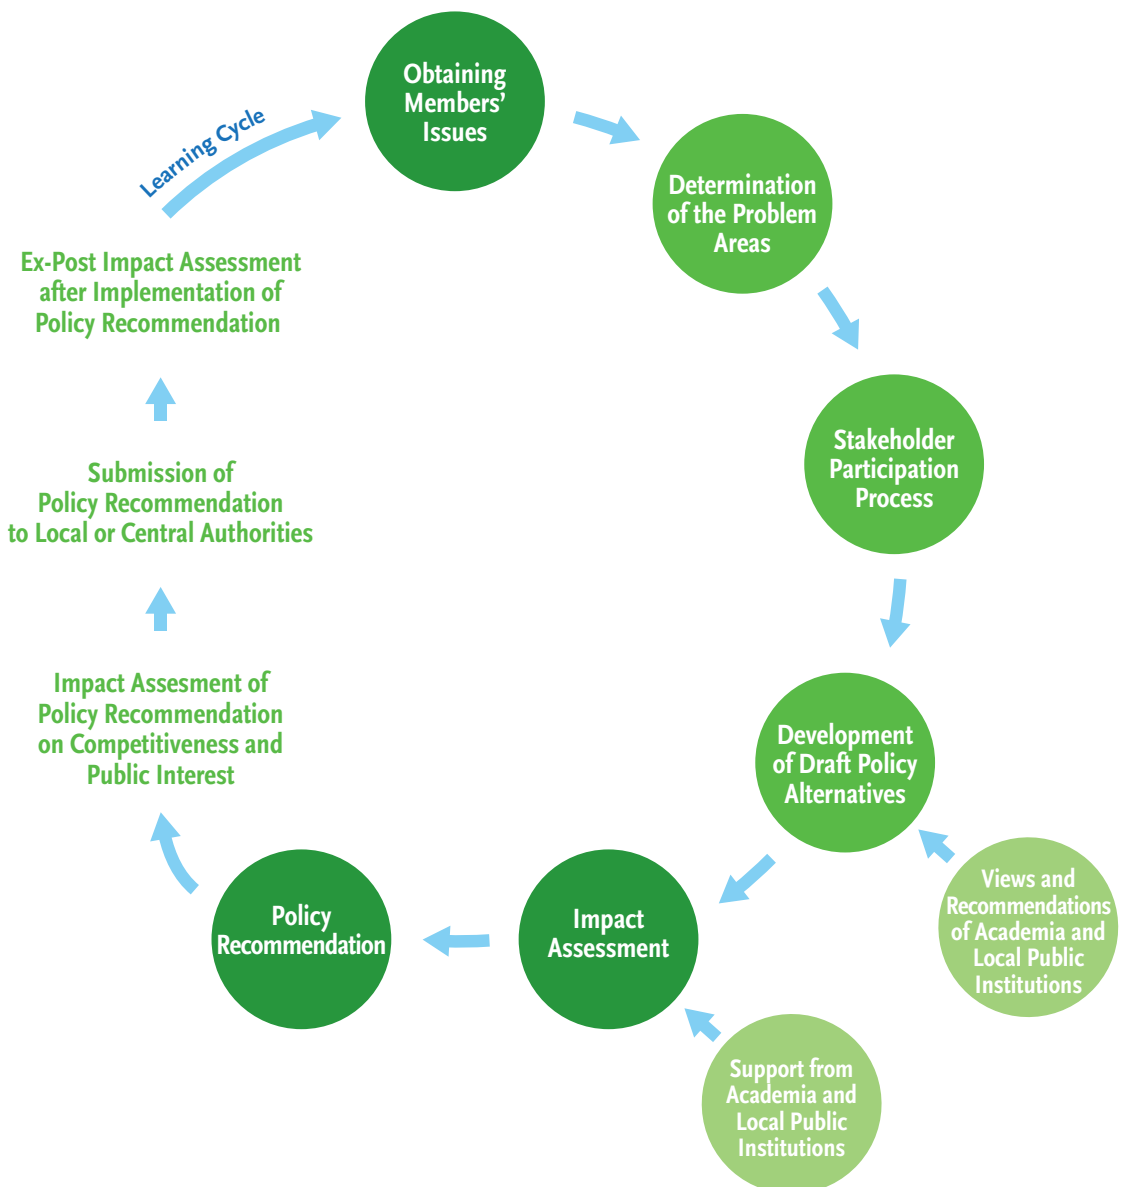 Obtaining
Members'
Issues
Determination
of the Problem
Areas
Stakeholder
Participation
Process
Development
of Draft Policy
Alternatives
Views and
Recommendations
of Academia and
Local Public
Institutions
Impact
Assessment
Support from
Academia and
Local Public
Institutions
Policy
Recommendation
Impact Assesment of
Policy Recommendation
on Competitiveness and
Public Interest
Submission of
Policy Recommendation
to Local or Central Authorities
Ex-Post Impact Assessment
after Implementation of
Policy Recommendation
Learning Cycle